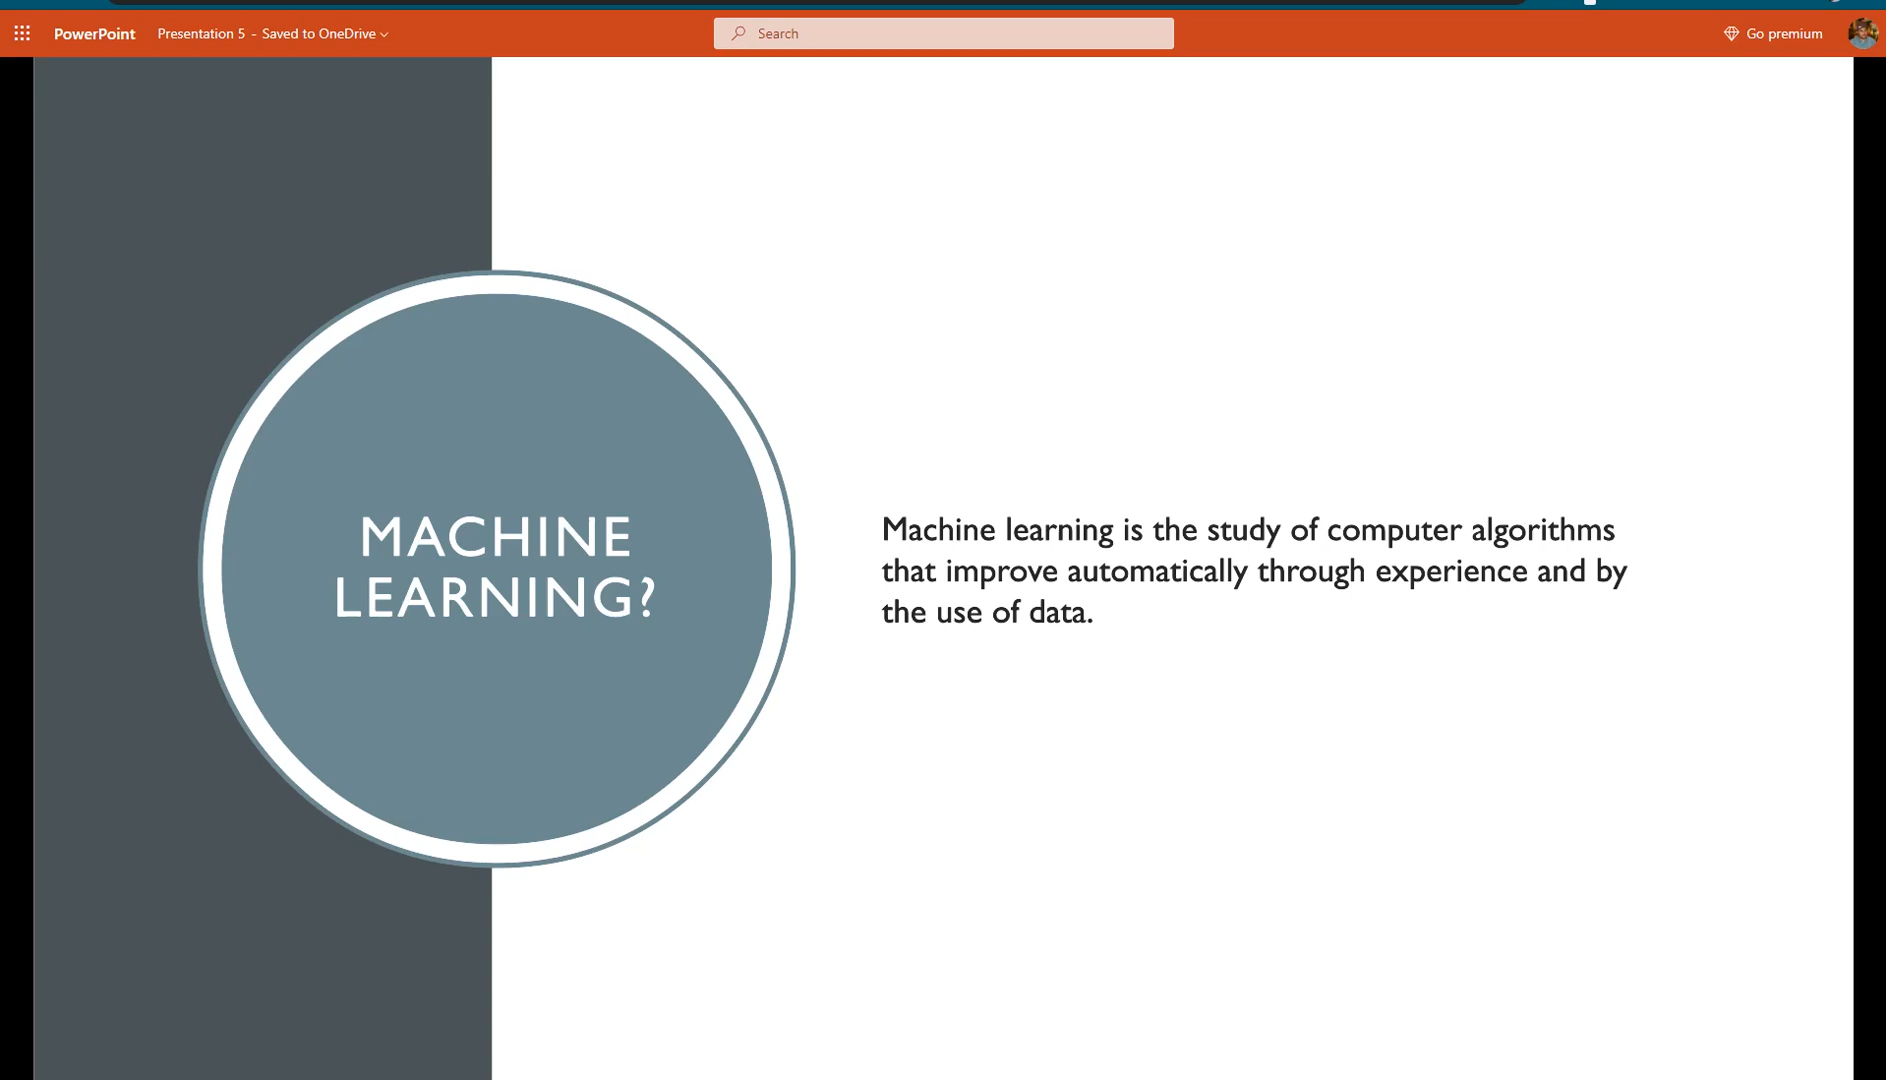 PowerPoint Presentation 5 - Saved to OneDrive Search Go premium
MACHINE
LEARNING?
Machine learning is the study of computer algorithms
that improve automatically through experience and by
the use of data.